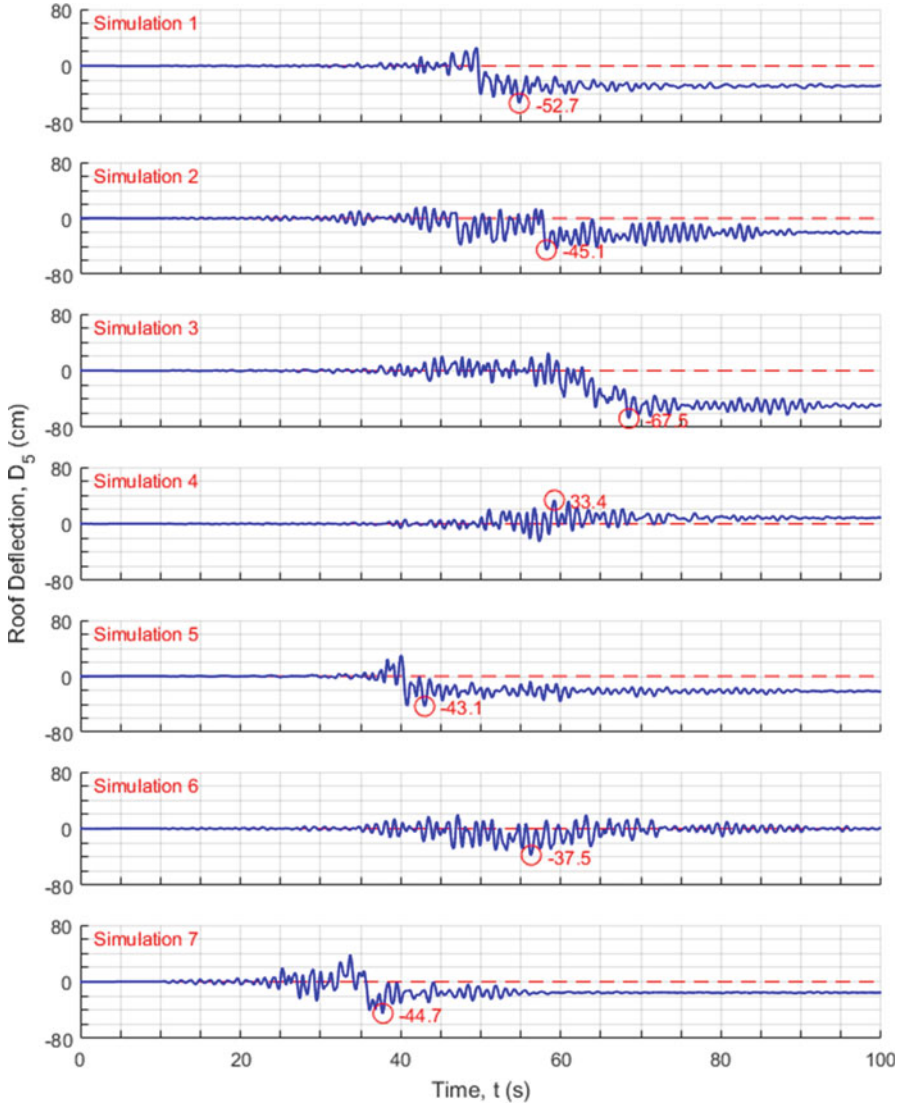 80
Simulation 1
0
-52.7
-80
80
Simulation 2
0
-45.1
-80
80
Simulation 3
0
-67.5
-80
80
Simulation 4
33.4
0
-80
80
Simulation 5
0
-43.1
-80
80
Simulation 6
0
-37.5
-80
80
Simulation 7
0
-44.7
-80
0 20 40 60 80 100
Time, t (s)
Roof Deflection, D5 (cm)